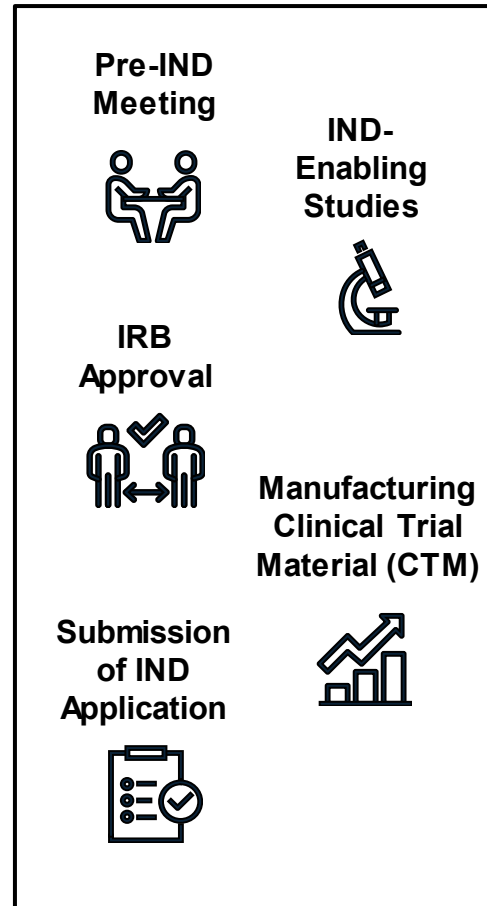 Pre-IND
Meeting
IND-
Enabling
Studies
IRB
Approval
Manufacturing
Clinical Trial
Material (CTM)
Submission
of IND
Application